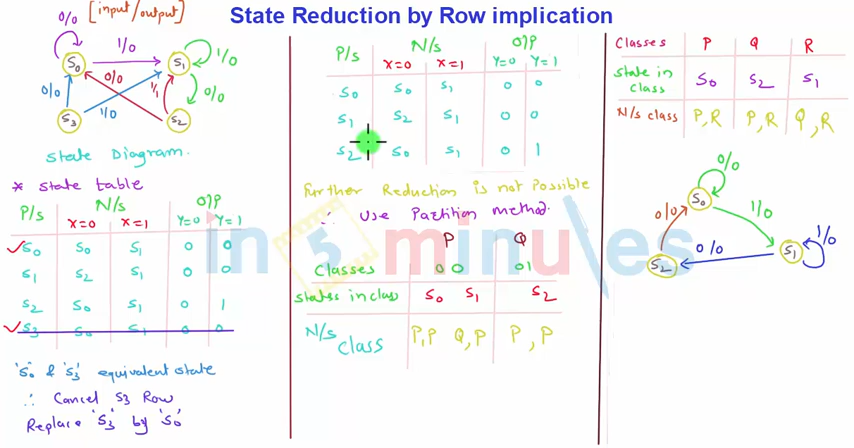 State Reduction by Row implication
[input/output]
0/0
S0
1/0
S1
1/0
0/0
0/0
0/0
1/1
1/0
S3
S2
State Diagram.
* State table
P/S N/S O/P
X=0 X=1 Y=0 Y=1
✓S0 S0 S1 0 0
S1 S2 S1 0 0
S2 S0 S1 0 1
✓S3 S0 S1 0 0
'S0' & 'S3' equivalent state
∴ Cancel S3 Row
Replace 'S3' by 'S0'
P/S N/S O/P
X=0 X=1 Y=0 Y=1
S0 S0 S1 0 0
S1 S2 S1 0 0
S2 S0 S1 0 1
Further Reduction is not Possible
∴ Use Partition method.
P Q
Classes 00 01
States in class S0 S1 S2
N/S Class P,P Q,P P,P
Classes P Q R
State in class S0 S2 S1
N/S class P,R P,R Q,R
0/0
S0
0/0
1/0
1/0
S2
0/0
S1
in 5 minutes